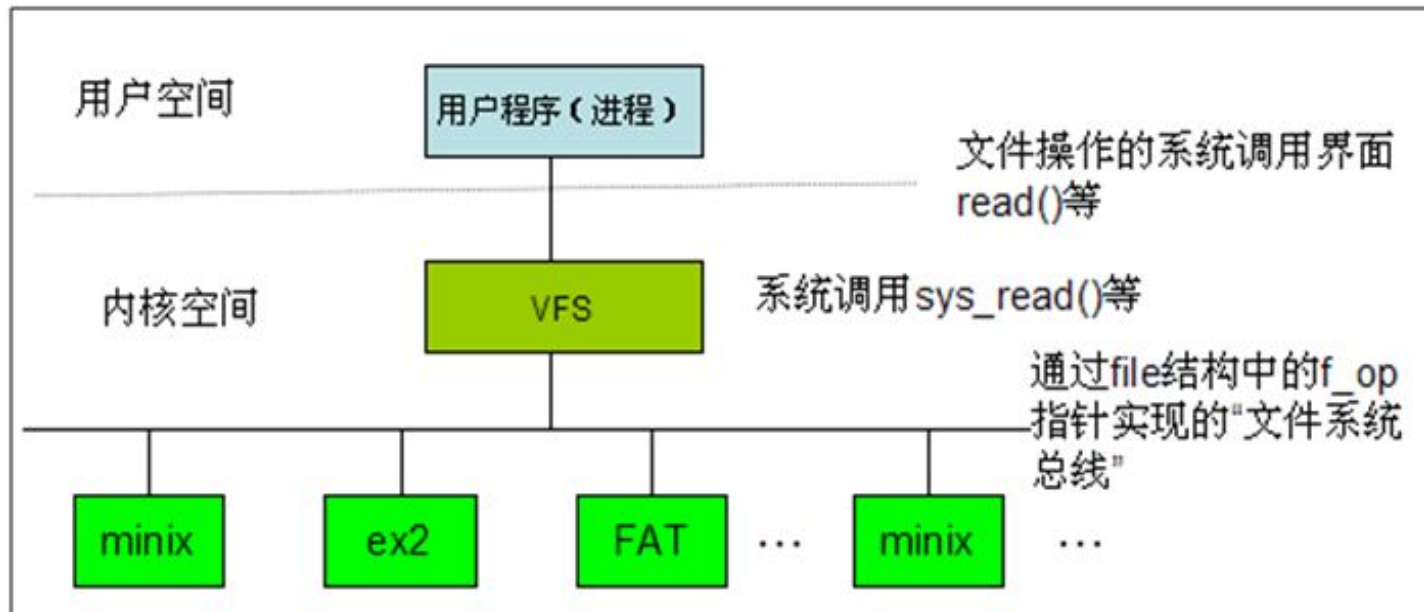 用户空间
用户程序（进程）
文件操作的系统调用界面
read()等
内核空间
VFS
系统调用sys_read()等
通过file结构中的f_op
指针实现的“文件系统
总线”
minix
ex2
FAT
...
minix
...